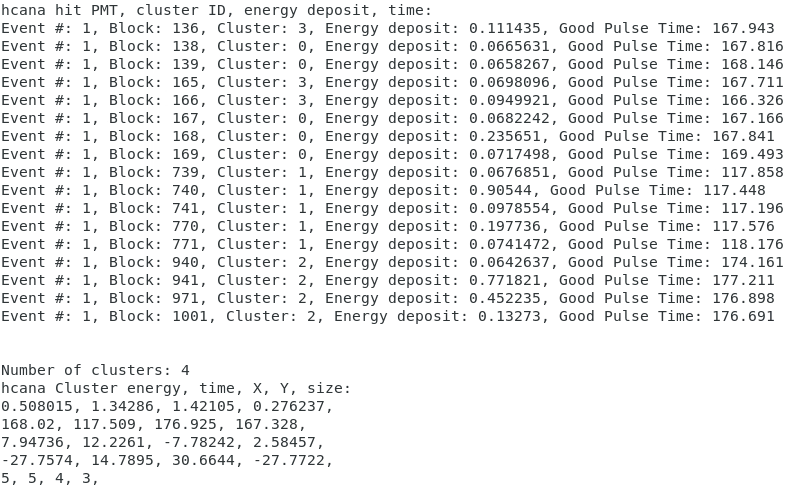 hcana hit PMT, cluster ID, energy deposit, time:
Event #: 1, Block: 136, Cluster: 3, Energy deposit: 0.111435, Good Pulse Time: 167.943
Event #: 1, Block: 138, Cluster: 0, Energy deposit: 0.0665631, Good Pulse Time: 167.816
Event #: 1, Block: 139, Cluster: 0, Energy deposit: 0.0658267, Good Pulse Time: 168.146
Event #: 1, Block: 165, Cluster: 3, Energy deposit: 0.0698096, Good Pulse Time: 167.711
Event #: 1, Block: 166, Cluster: 3, Energy deposit: 0.0949921, Good Pulse Time: 166.326
Event #: 1, Block: 167, Cluster: 0, Energy deposit: 0.0682242, Good Pulse Time: 167.166
Event #: 1, Block: 168, Cluster: 0, Energy deposit: 0.235651, Good Pulse Time: 167.841
Event #: 1, Block: 169, Cluster: 0, Energy deposit: 0.0717498, Good Pulse Time: 169.493
Event #: 1, Block: 739, Cluster: 1, Energy deposit: 0.0676851, Good Pulse Time: 117.858
Event #: 1, Block: 740, Cluster: 1, Energy deposit: 0.90544, Good Pulse Time: 117.448
Event #: 1, Block: 741, Cluster: 1, Energy deposit: 0.0978554, Good Pulse Time: 117.196
Event #: 1, Block: 770, Cluster: 1, Energy deposit: 0.197736, Good Pulse Time: 117.576
Event #: 1, Block: 771, Cluster: 1, Energy deposit: 0.0741472, Good Pulse Time: 118.176
Event #: 1, Block: 940, Cluster: 2, Energy deposit: 0.0642637, Good Pulse Time: 174.161
Event #: 1, Block: 941, Cluster: 2, Energy deposit: 0.771821, Good Pulse Time: 177.211
Event #: 1, Block: 971, Cluster: 2, Energy deposit: 0.452235, Good Pulse Time: 176.898
Event #: 1, Block: 1001, Cluster: 2, Energy deposit: 0.13273, Good Pulse Time: 176.691
Number of clusters: 4
hcana Cluster energy, time, X, Y, size:
0.508015, 1.34286, 1.42105, 0.276237,
168.02, 117.509, 176.925, 167.328,
7.94736, 12.2261, -7.78242, 2.58457,
-27.7574, 14.7895, 30.6644, -27.7722,
5, 5, 4, 3,